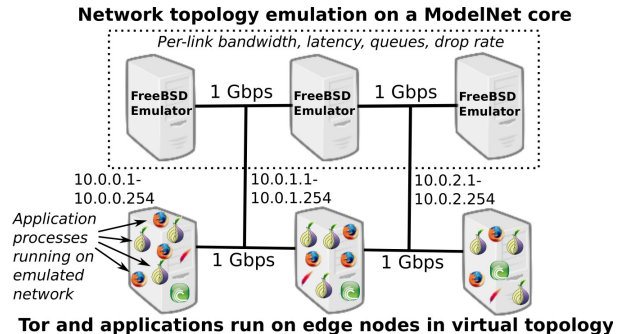 Network topology emulation on a ModelNet core
Per-link bandwidth, latency, queues, drop rate
FreeBSD
Emulator
1 Gbps
FreeBSD
Emulator
1 Gbps
FreeBSD
Emulator
10.0.0.1-
10.0.0.254
10.0.1.1-
10.0.1.254
10.0.2.1-
10.0.2.254
Application
processes
running on
emulated
network
1 Gbps
1 Gbps
Tor and applications run on edge nodes in virtual topology